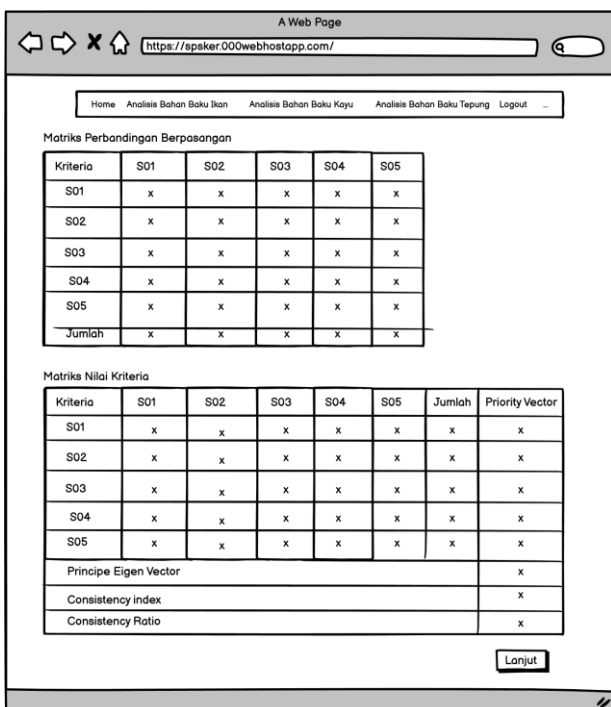 A Web Page
https://spsker.000webhostapp.com/
Home Analisis Bahan Baku Ikan Analisis Bahan Baku Kayu Analisis Bahan Baku Tepung Logout ...
Matriks Perbandingan Berpasangan
Kriteria S01 S02 S03 S04 S05
S01 x x x x x
S02 x x x x x
S03 x x x x x
S04 x x x x x
S05 x x x x x
Jumlah x x x x x
Matriks Nilai Kriteria
Kriteria S01 S02 S03 S04 S05 Jumlah Priority Vector
S01 x x x x x x x
S02 x x x x x x x
S03 x x x x x x x
S04 x x x x x x x
S05 x x x x x x x
Principe Eigen Vector x
Consistency index x
Consistency Ratio x
Lanjut